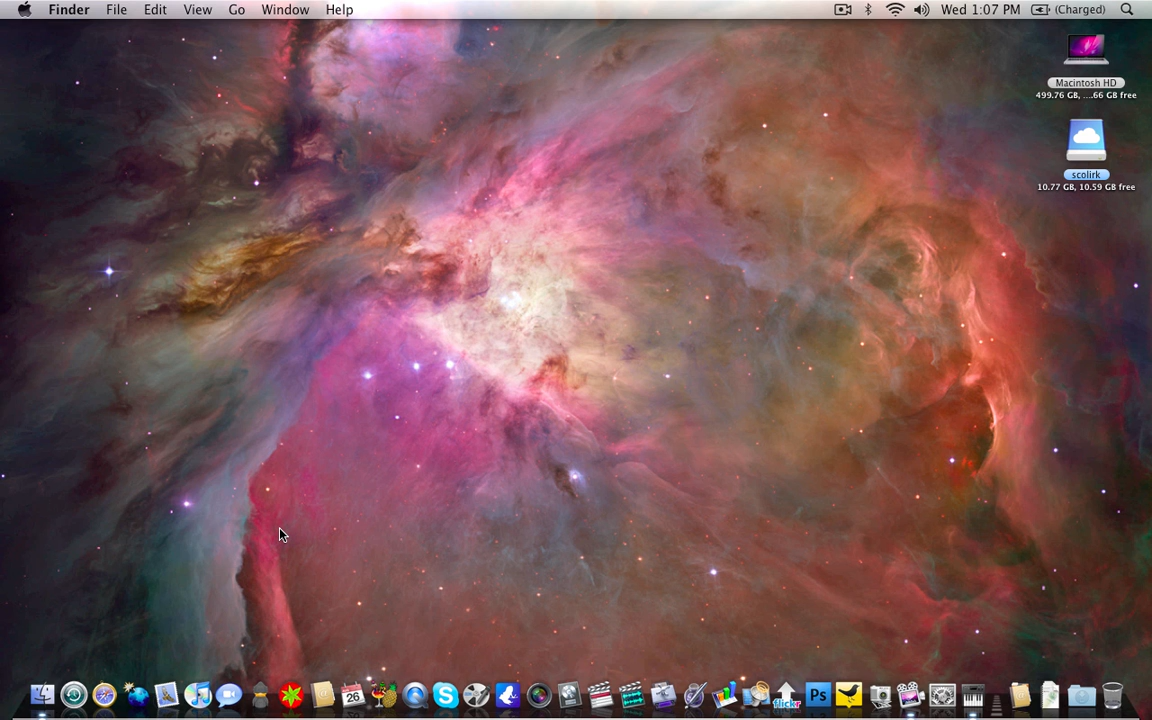 Finder File Edit View Go Window Help Wed 1:07 PM (Charged)
Macintosh HD
499.76 GB, ....66 GB free
scolirk
10.77 GB, 10.59 GB free
26
Ps
flickr